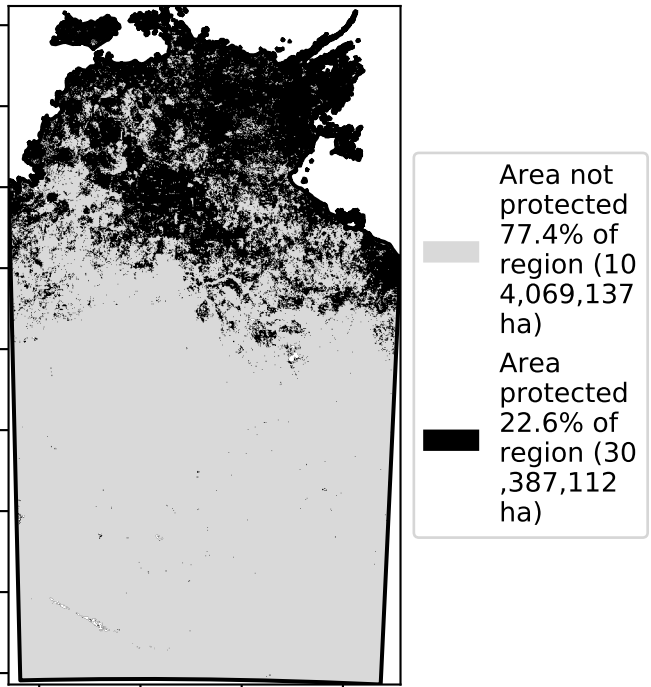 Area not
protected
77.4% of
region (10
4,069,137
ha)
Area
protected
22.6% of
region (30
,387,112
ha)